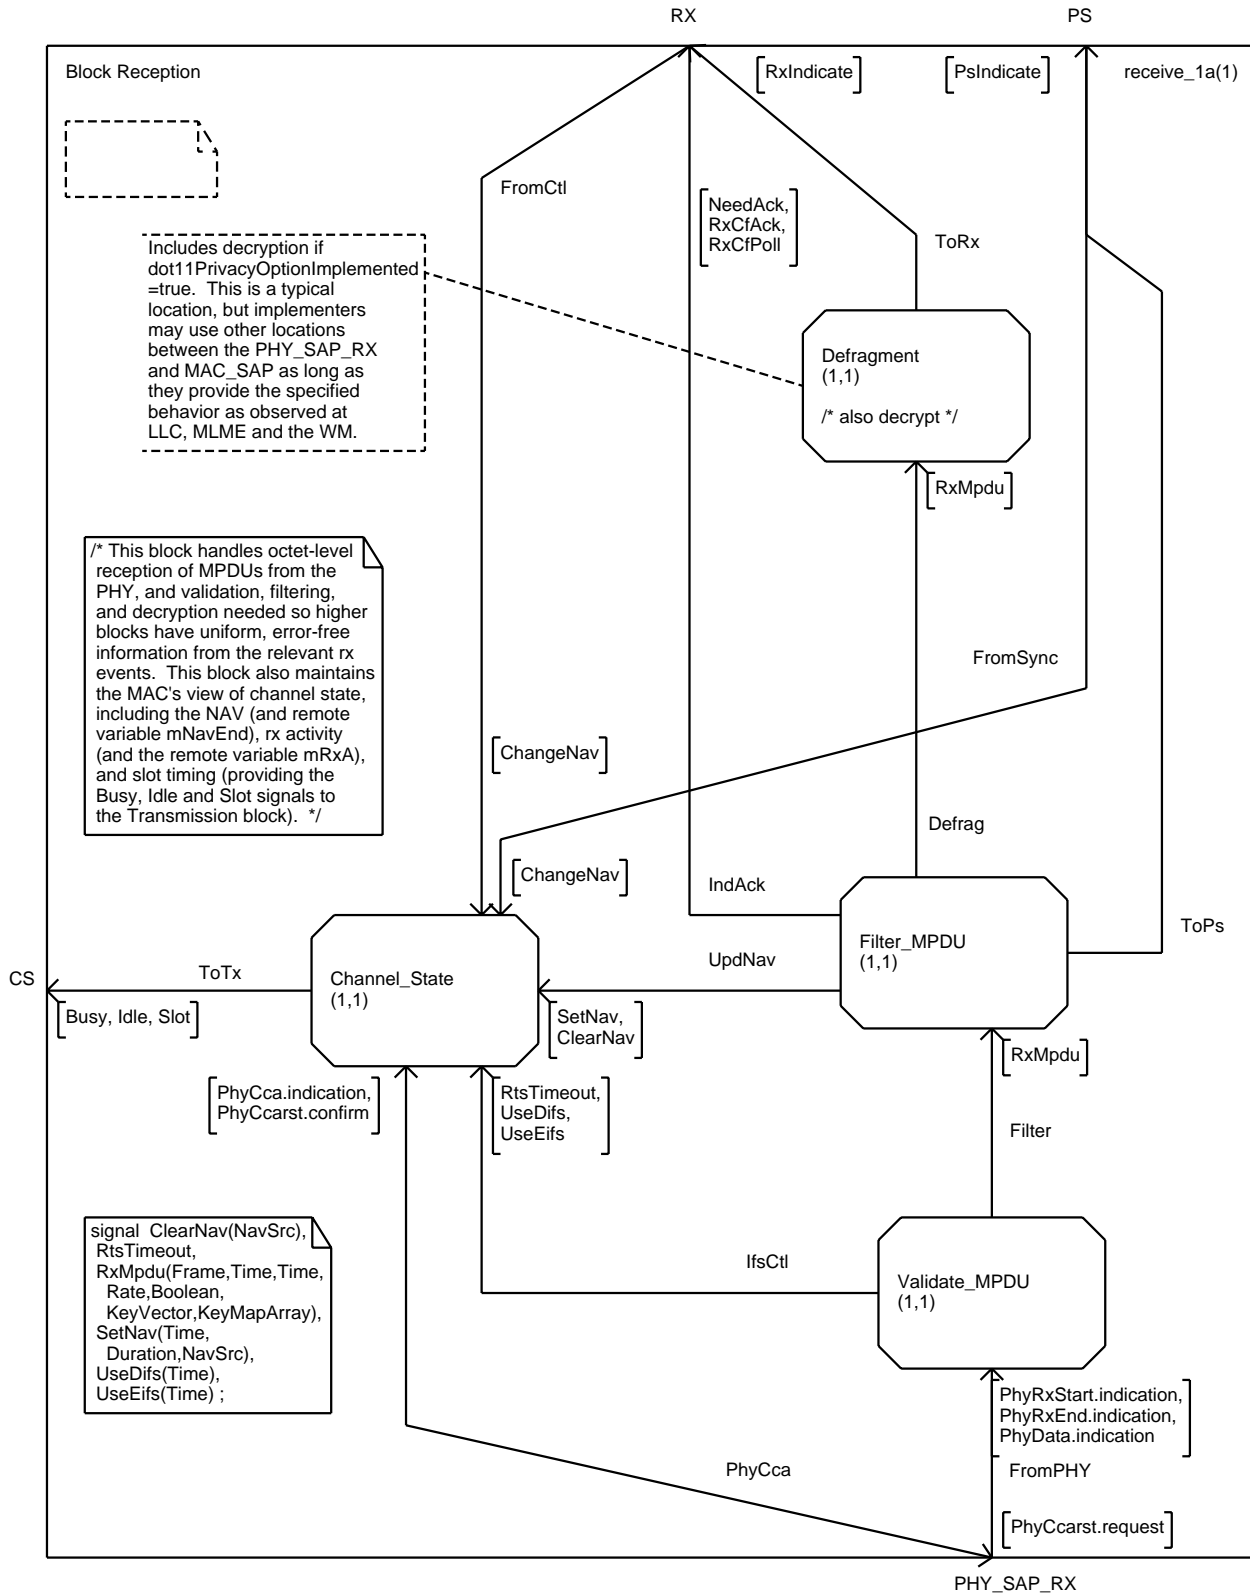 RX
PS
Block Reception
[RxIndicate]
[PsIndicate]
receive_1a(1)
FromCtl
NeedAck,
RxCfAck,
RxCfPoll
ToRx
Includes decryption if
dot11PrivacyOptionImplemented
=true.  This is a typical
location, but implementers
may use other locations
between the PHY_SAP_RX
and MAC_SAP as long as
they provide the specified
behavior as observed at
LLC, MLME and the WM.
Defragment
(1,1)
/* also decrypt */
[RxMpdu]
/* This block handles octet-level
reception of MPDUs from the
PHY, and validation, filtering,
and decryption needed so higher
blocks have uniform, error-free
information from the relevant rx
events.  This block also maintains
the MAC's view of channel state,
including the NAV (and remote
variable mNavEnd), rx activity
(and the remote variable mRxA),
and slot timing (providing the
Busy, Idle and Slot signals to
the Transmission block).  */
FromSync
[ChangeNav]
Defrag
[ChangeNav]
IndAck
ToPs
Filter_MPDU
(1,1)
UpdNav
CS
ToTx
Channel_State
(1,1)
[Busy, Idle, Slot]
SetNav,
ClearNav
[RxMpdu]
PhyCca.indication,
PhyCcarst.confirm
RtsTimeout,
UseDifs,
UseEifs
Filter
signal  ClearNav(NavSrc),
RtsTimeout,
RxMpdu(Frame,Time,Time,
Rate,Boolean,
KeyVector,KeyMapArray),
SetNav(Time,
Duration,NavSrc),
UseDifs(Time),
UseEifs(Time) ;
IfsCtl
Validate_MPDU
(1,1)
PhyRxStart.indication,
PhyRxEnd.indication,
PhyData.indication
PhyCca
FromPHY
[PhyCcarst.request]
PHY_SAP_RX